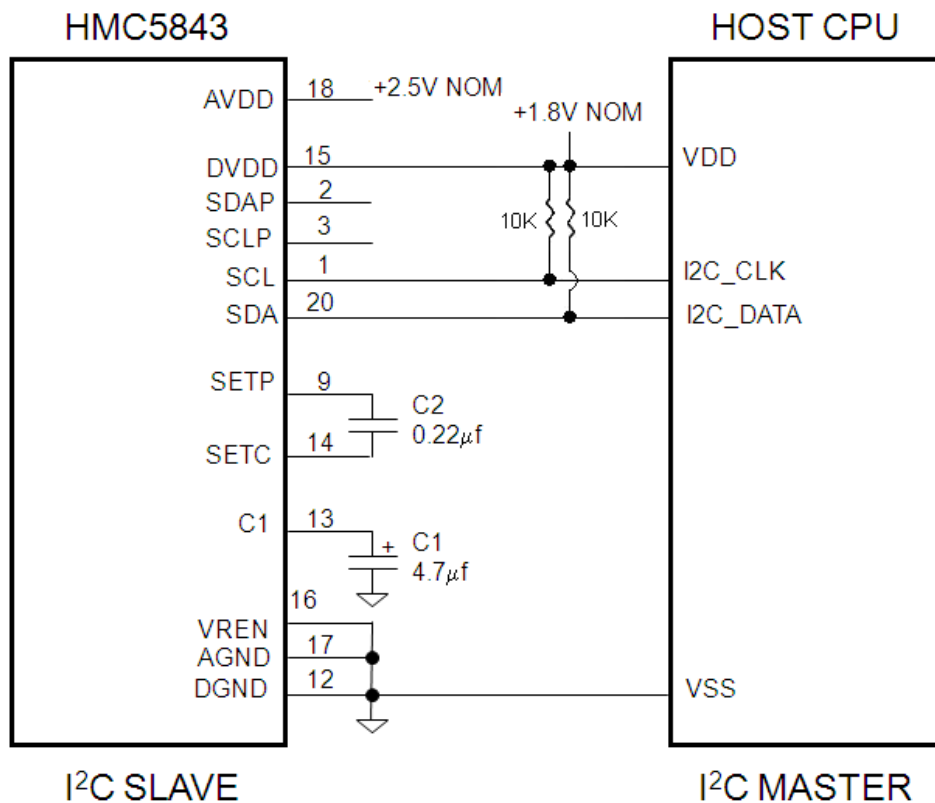 HMC5843
HOST CPU
AVDD 18 +2.5V NOM
+1.8V NOM
DVDD 15 VDD
SDAP 2
SCLP 3
10K 10K
SCL 1 I2C_CLK
SDA 20 I2C_DATA
SETP 9
C2
0.22µf
SETC 14
C1 13
+ C1
4.7µf
16
VREN
AGND 17
DGND 12 VSS
I²C SLAVE
I²C MASTER